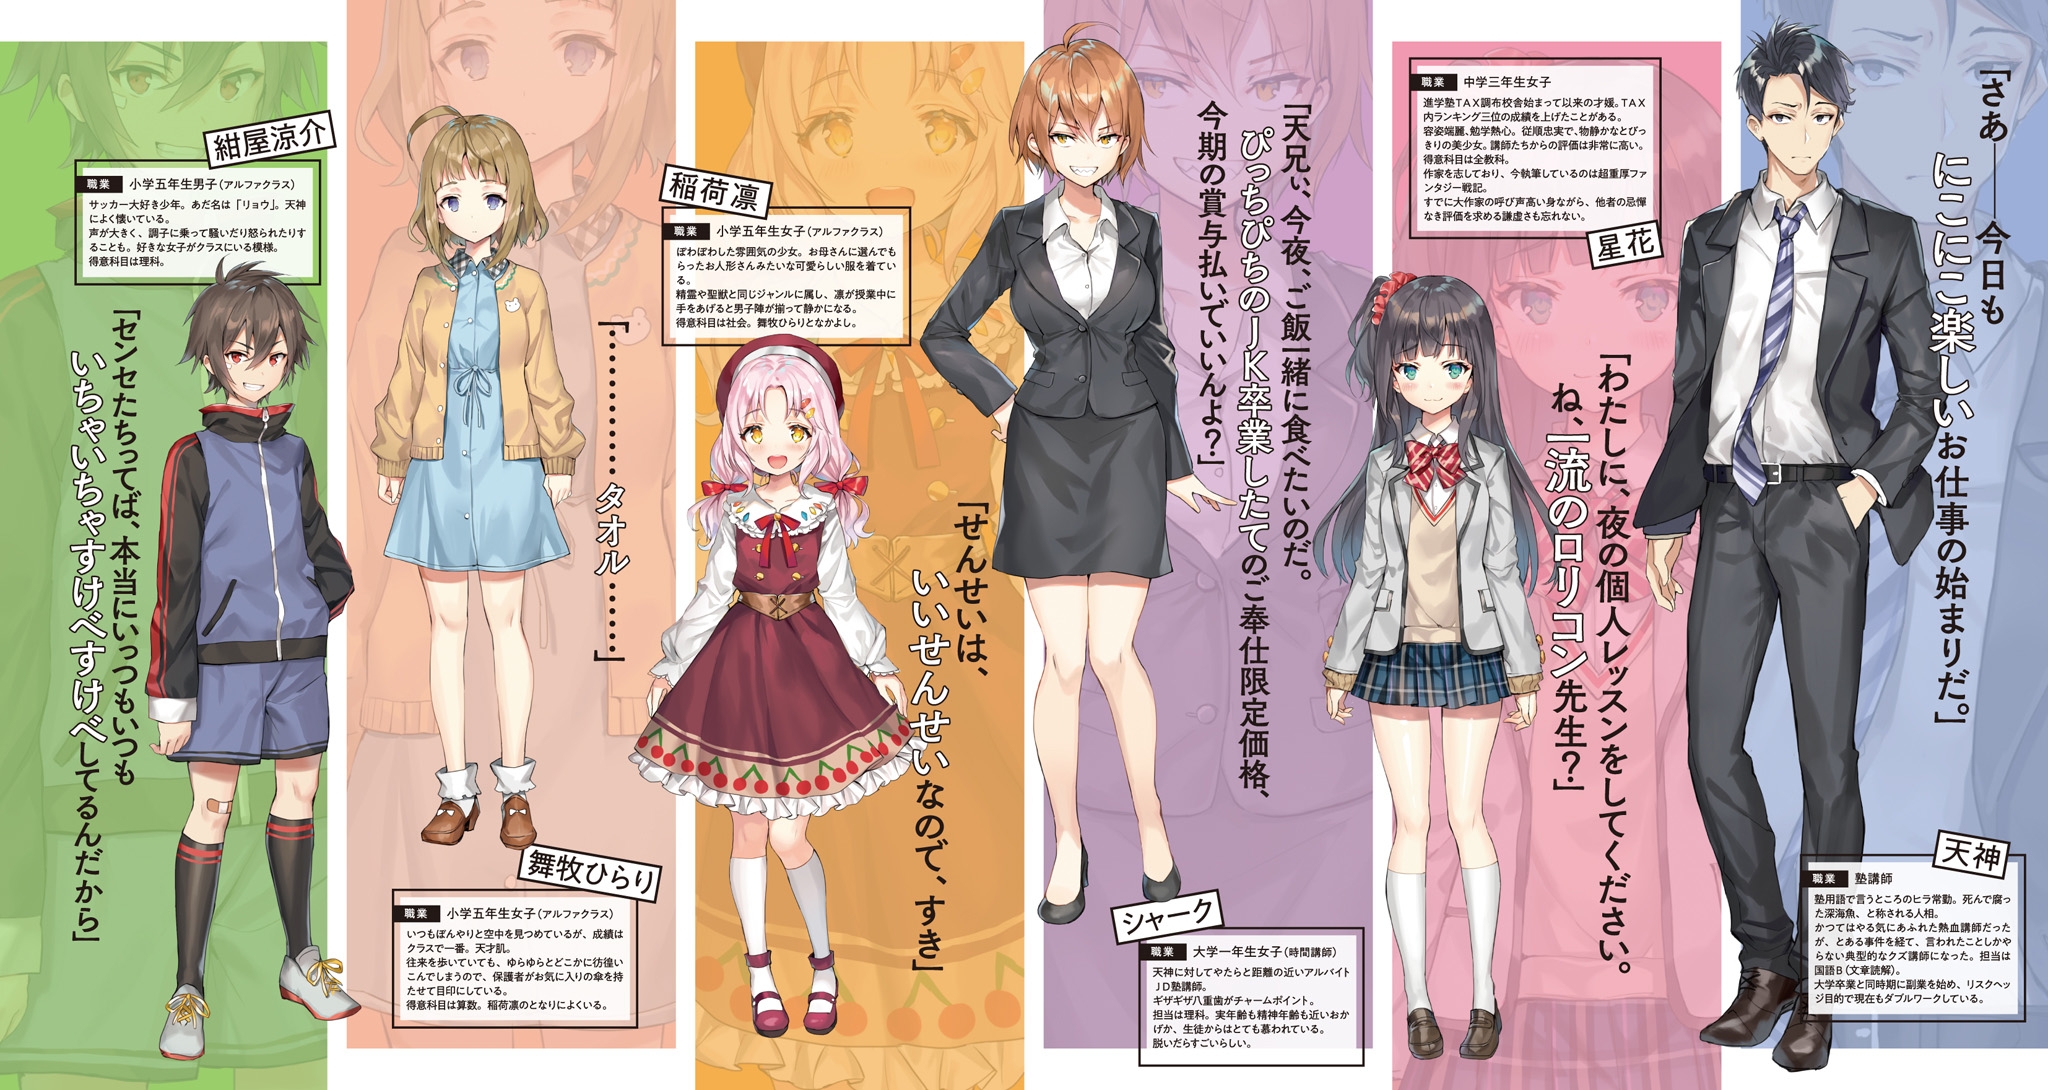 「さあ――今日も
にこにこ楽しいお仕事の始まりだ。」
天神
職業 塾講師
塾用語で言うところのヒラ常勤。死んで腐っ
た深海魚、と称される人相。
かつてはやる気にあふれた熱血講師だった
が、とある事件を経て、言われたことしかや
らない典型的なクズ講師になった。担当は
国語B(文章読解)。
大学卒業と同時期に副業を始め、リスクヘッ
ジ目的で現在もダブルワークしている。
職業 中学三年生女子
進学塾TAX調布校舎始まって以来の才媛。TAX
内ランキング三位の成績を上げたことがある。
容姿端麗、勉学熱心。従順忠実で、物静かなとびっ
きりの美少女。講師たちからの評価は非常に高い。
得意科目は全教科。
作家を志しており、今執筆しているのは超重厚ファ
ンタジー戦記。
すでに大作家の呼び声高い身ながら、他者の忌憚
なき評価を求める謙虚さも忘れない。
星花
「わたしに、夜の個人レッスンをしてください。
ね、一流のロリコン先生?」
「天兄ぃ、今夜、ご飯一緒に食べたいのだ。
ぴっちぴちのJK卒業したてのご奉仕限定価格、
今期の賞与払いでいいんよ?」
シャーク
職業 大学一年生女子(時間講師)
天神に対してやたらと距離の近いアルバイト
JD塾講師。
ギザギザ八重歯がチャームポイント。
担当は理科。実年齢も精神年齢も近いおか
げか、生徒からはとても慕われている。
脱いだらすごいらしい。
稲荷凛
職業 小学五年生女子(アルファクラス)
ぽわぽわした雰囲気の少女。お母さんに選んでも
らったお人形さんみたいな可愛らしい服を着てい
る。
精霊や聖獣と同じジャンルに属し、凛が授業中に
手をあげると男子陣が揃って静かになる。
得意科目は社会。舞牧ひらりとなかよし。
「せんせいは、
いいせんせいなので、すき」
「…………タオル……」
舞牧ひらり
職業 小学五年生女子(アルファクラス)
いつもぼんやりと空中を見つめているが、成績は
クラスで一番。天才肌。
往来を歩いていても、ゆらゆらとどこかに彷徨い
こんでしまうので、保護者がお気に入りの傘を持
たせて目印にしている。
得意科目は算数。稲荷凛のとなりによくいる。
紺屋涼介
職業 小学五年生男子(アルファクラス)
サッカー大好き少年。あだ名は「リョウ」。天神
によく懐いている。
声が大きく、調子に乗って騒いだり怒られたりす
ることも。好きな女子がクラスにいる模様。
得意科目は理科。
「センセたちってば、本当にいっつもいつも
いちゃいちゃすけべすけべしてるんだから」